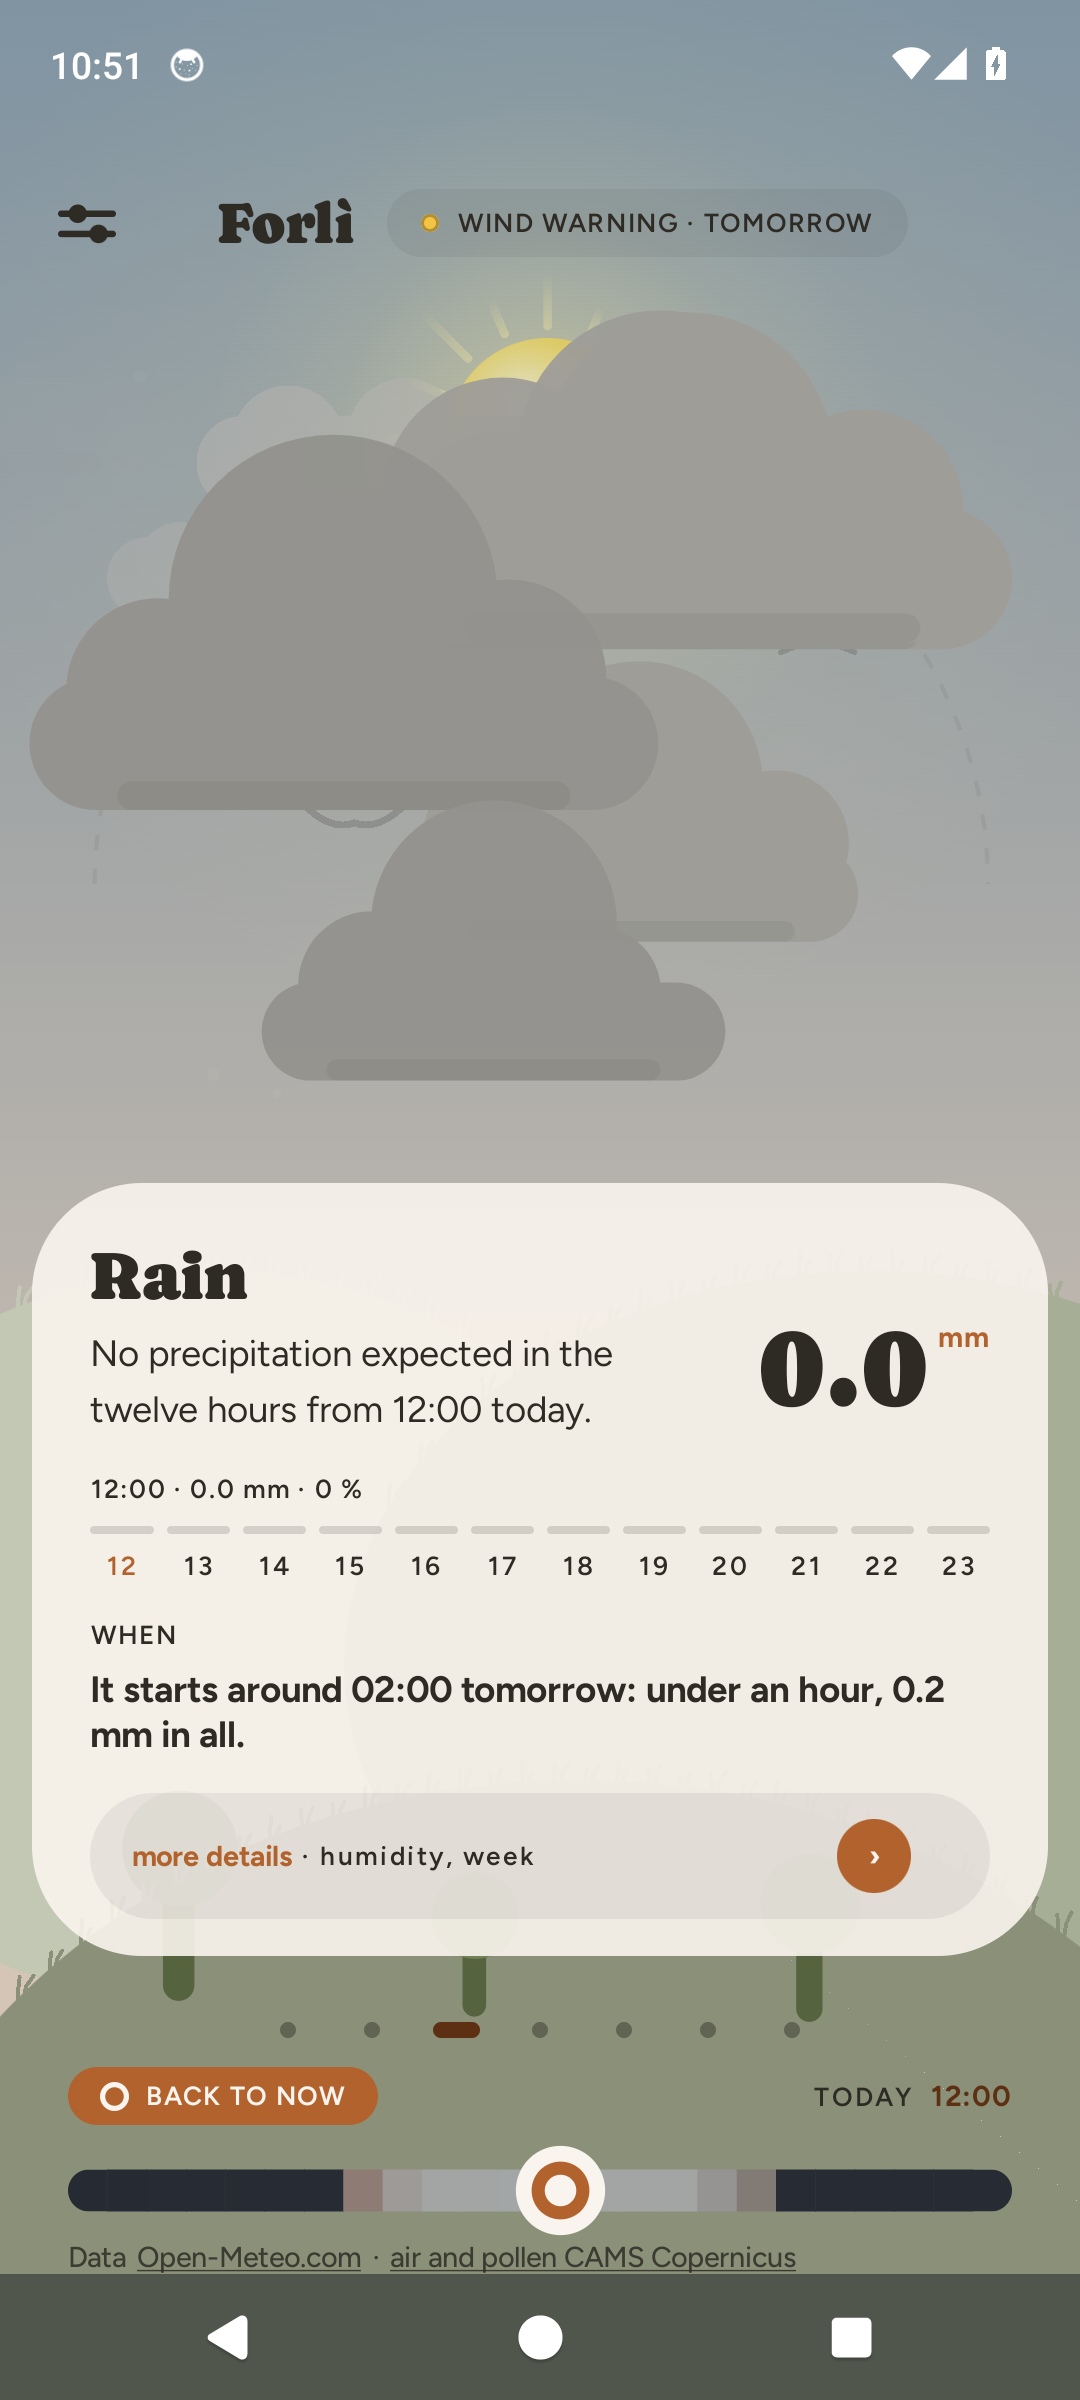 10:51
Forlì
WIND WARNING · TOMORROW
Rain
No precipitation expected in the
twelve hours from 12:00 today.
0.0 mm
12:00 · 0.0 mm · 0 %
12 13 14 15 16 17 18 19 20 21 22 23
WHEN
It starts around 02:00 tomorrow: under an hour, 0.2
mm in all.
more details · humidity, week
BACK TO NOW
TODAY 12:00
Data Open-Meteo.com · air and pollen CAMS Copernicus